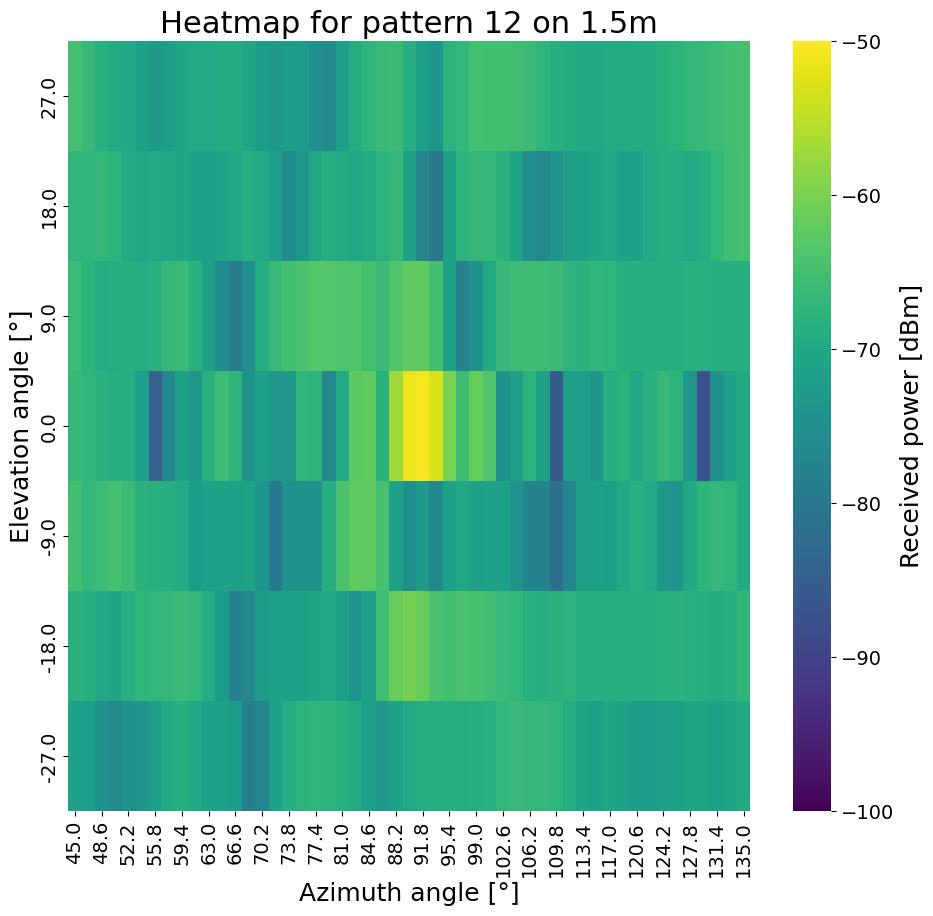 Heatmap for pattern 12 on 1.5m
Elevation angle [°]
27.0
18.0
9.0
0.0
-9.0
-18.0
-27.0
45.0 48.6 52.2 55.8 59.4 63.0 66.6 70.2 73.8 77.4 81.0 84.6 88.2 91.8 95.4 99.0 102.6 106.2 109.8 113.4 117.0 120.6 124.2 127.8 131.4 135.0
Azimuth angle [°]
−50
−60
−70
−80
−90
−100
Received power [dBm]